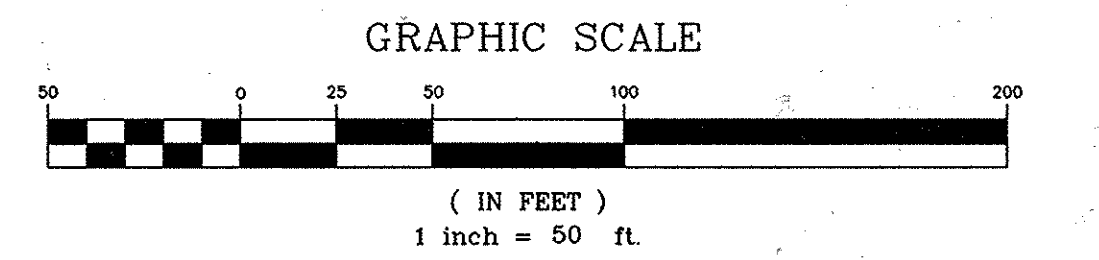 GRAPHIC SCALE
50 0 25 50 100 200
( IN FEET )
1 inch = 50 ft.